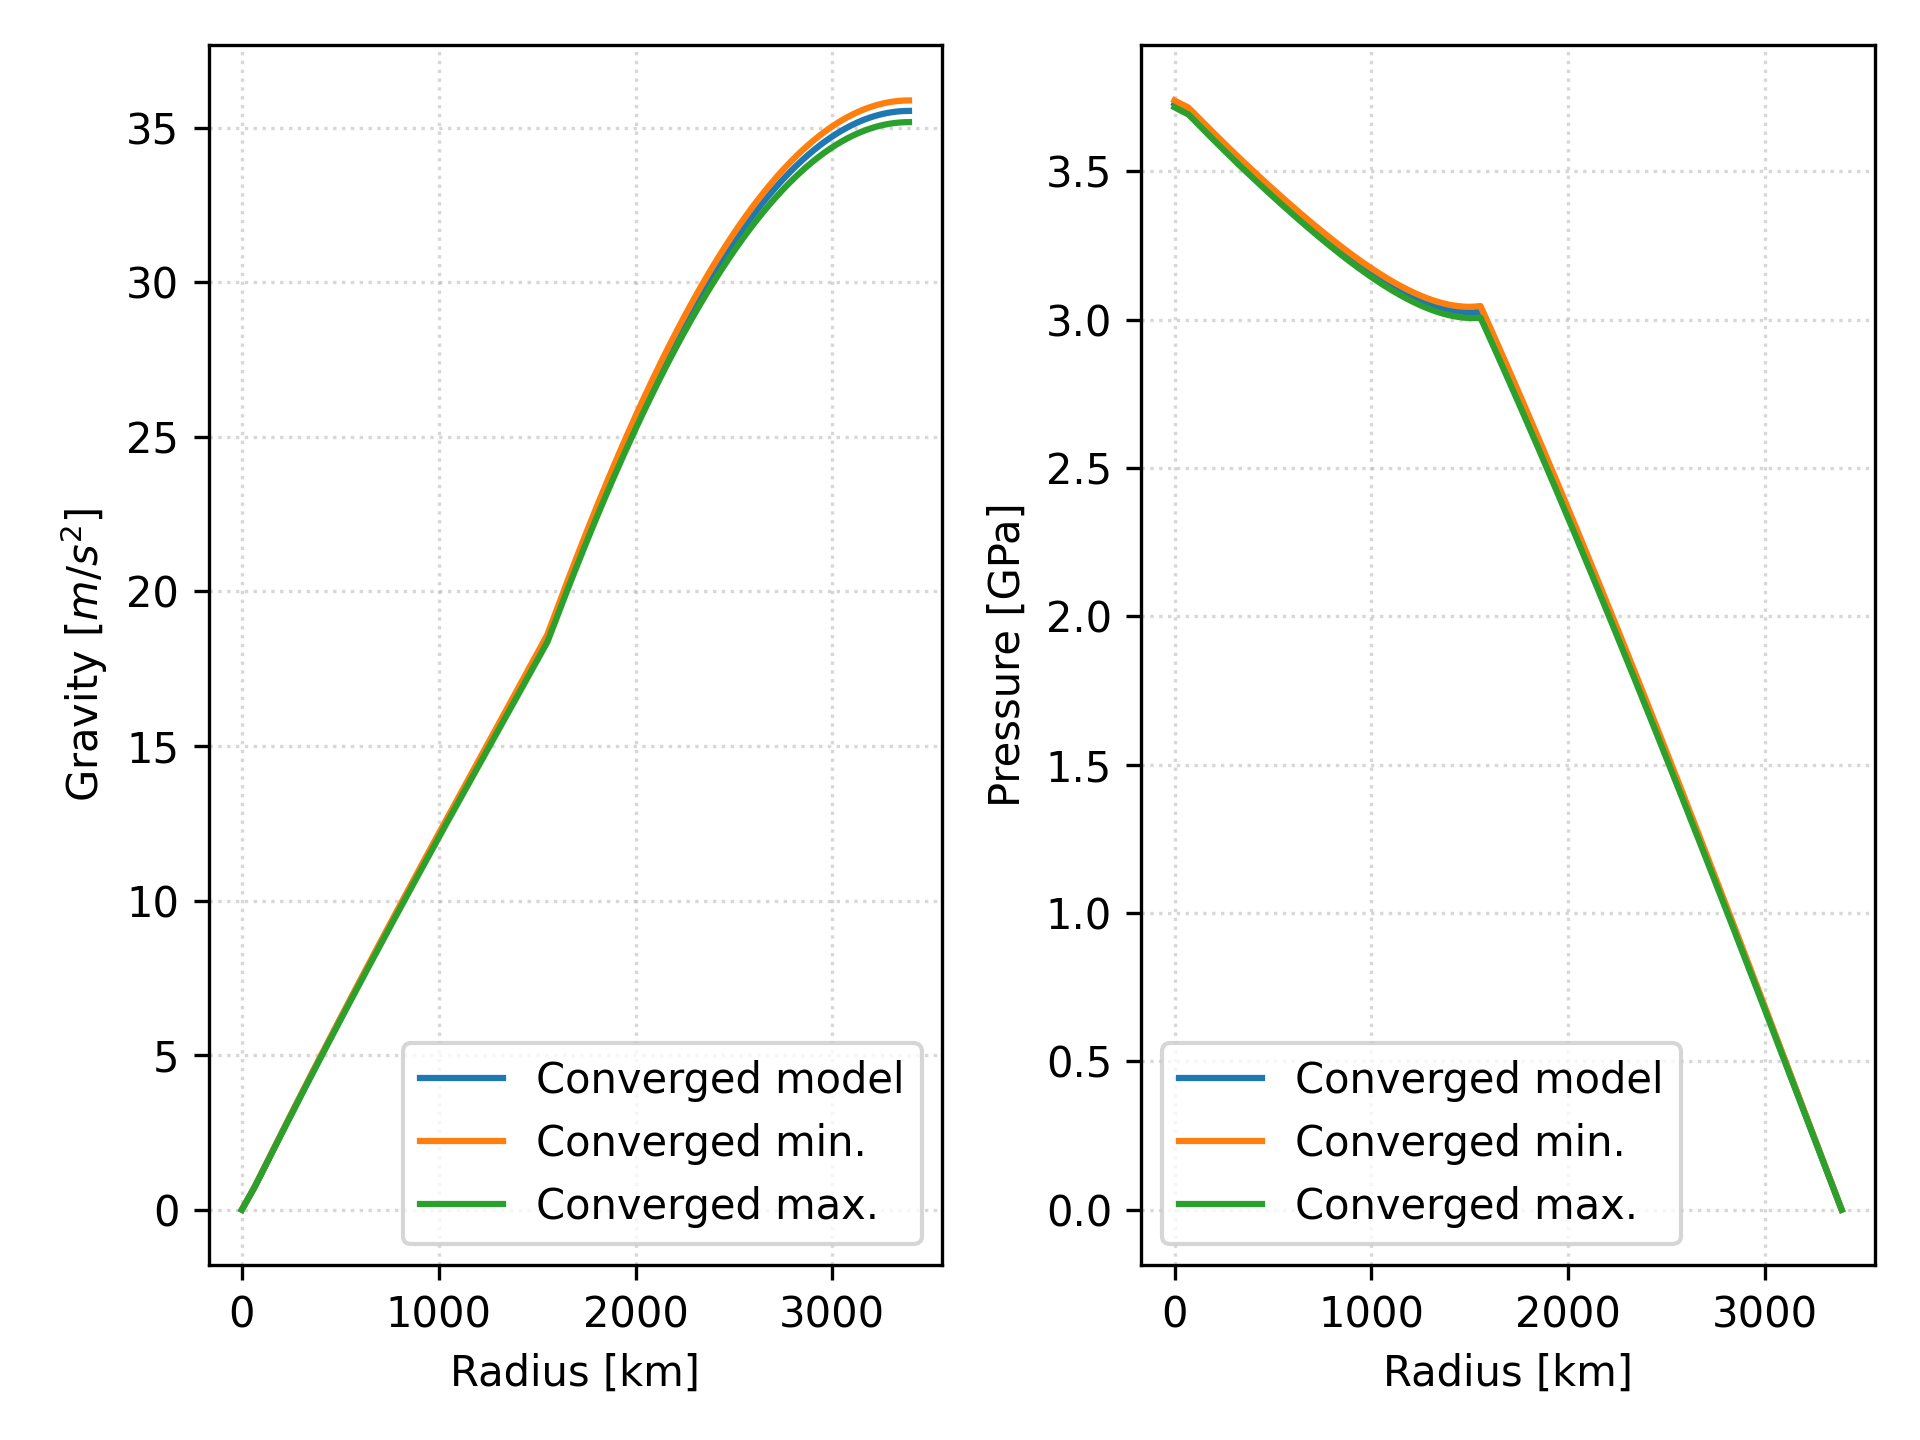 Gravity [m/s²]
35
30
25
20
15
10
5
0
Converged model
Converged min.
Converged max.
0 1000 2000 3000
Radius [km]
Pressure [GPa]
3.5
3.0
2.5
2.0
1.5
1.0
0.5
0.0
Converged model
Converged min.
Converged max.
0 1000 2000 3000
Radius [km]